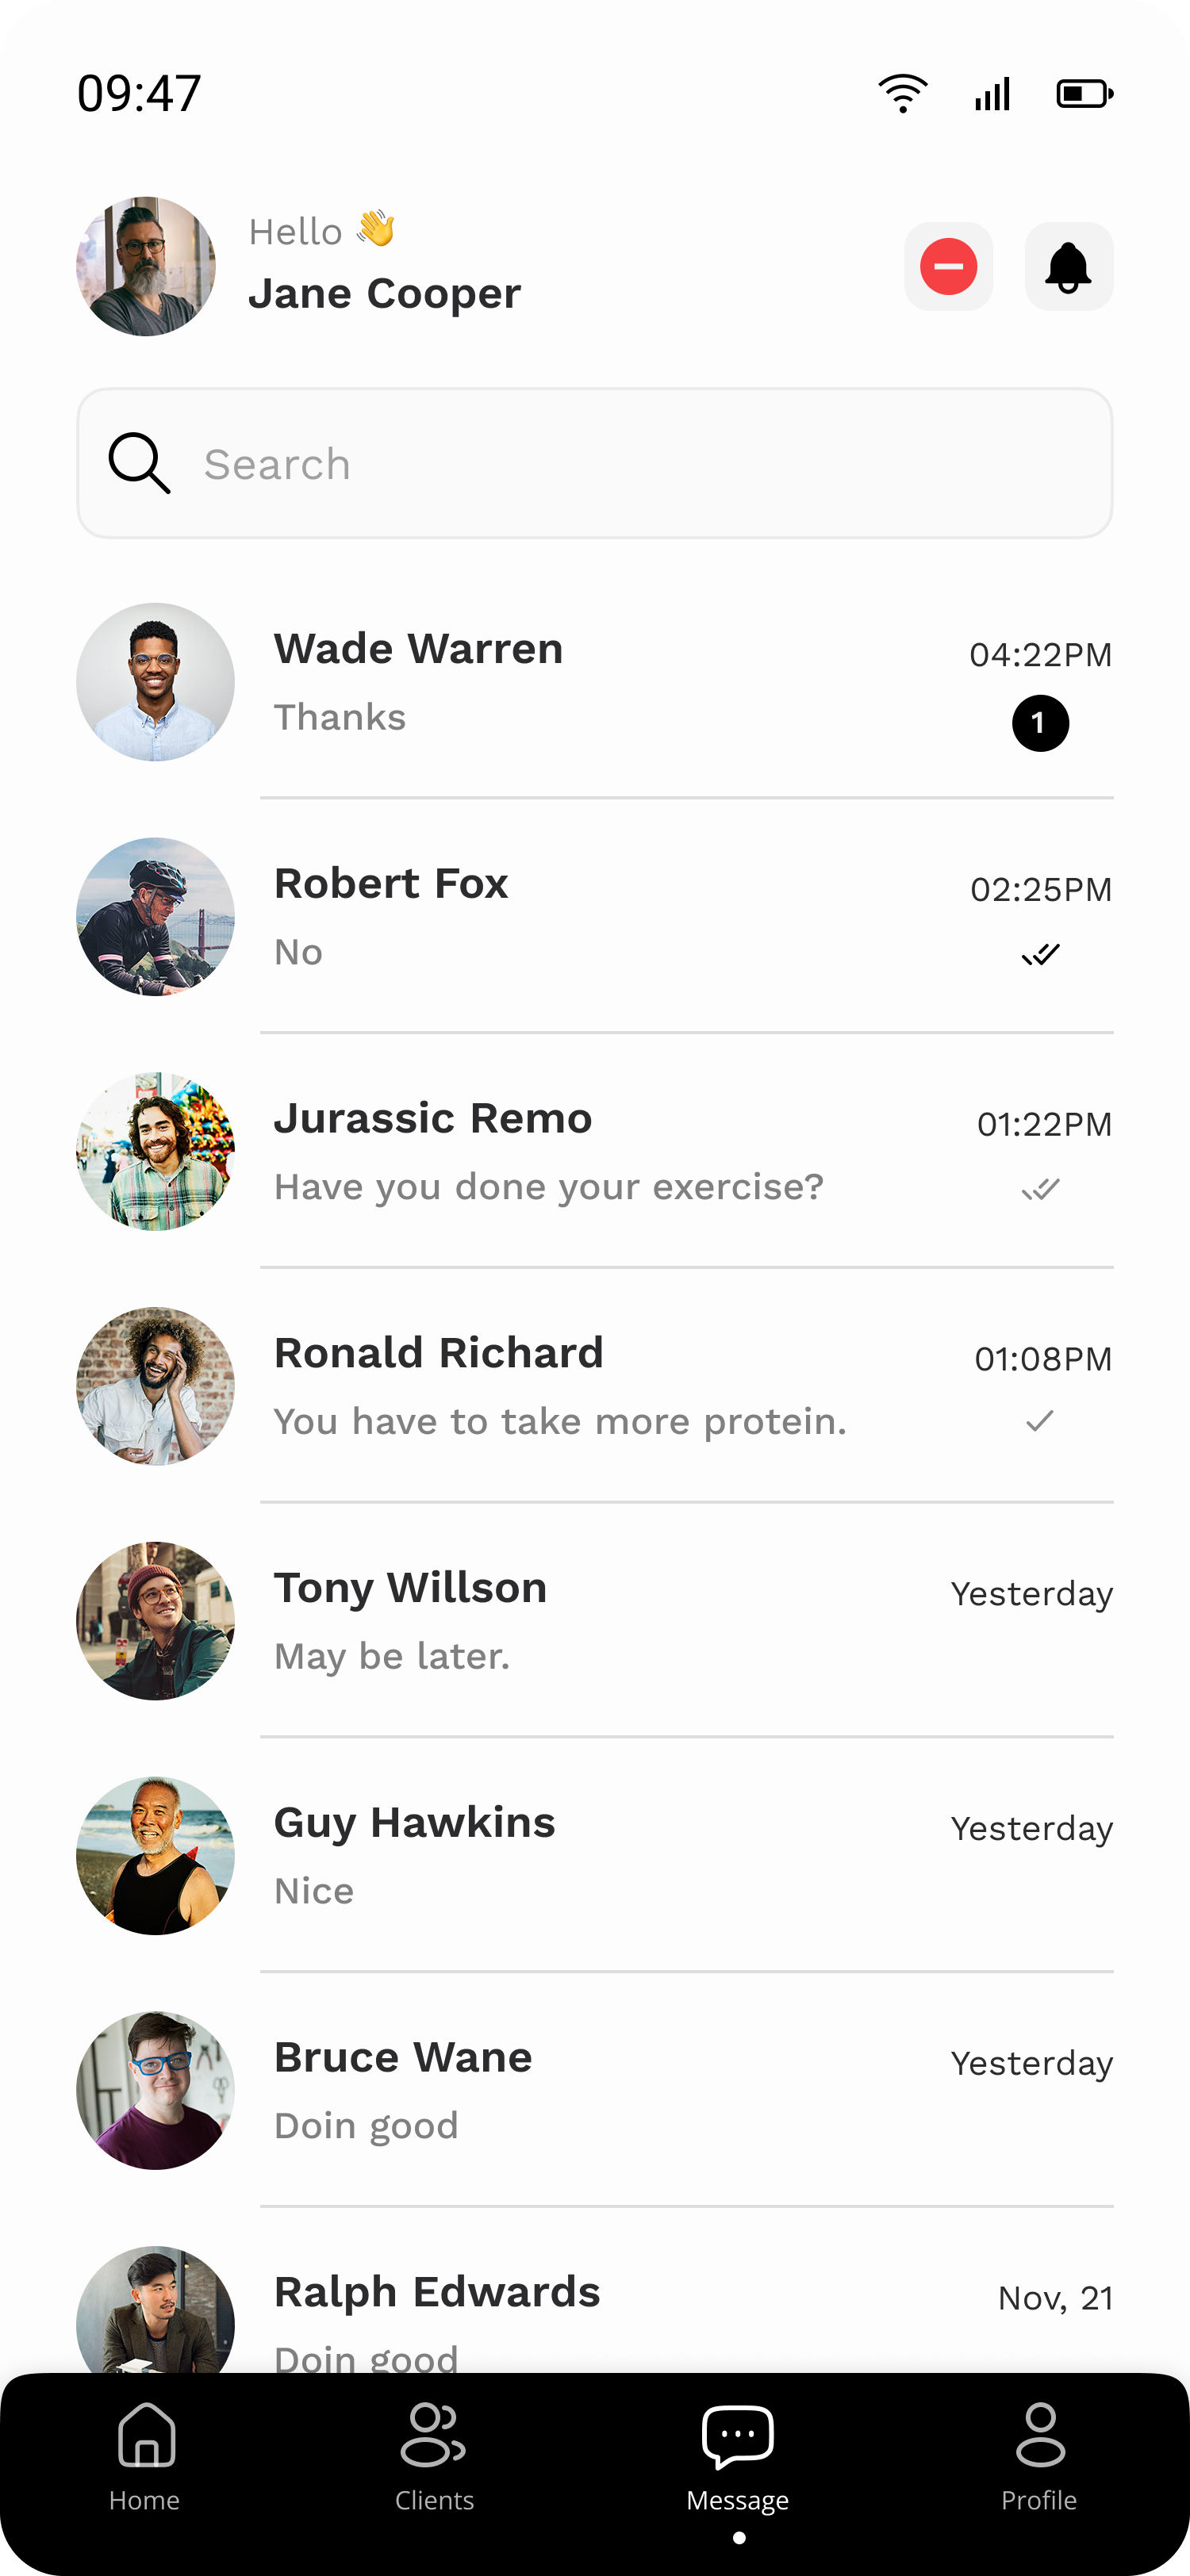 09:47
Hello 👋
Jane Cooper
Search
Wade Warren
04:22PM
Thanks
1
Robert Fox
02:25PM
No
Jurassic Remo
01:22PM
Have you done your exercise?
Ronald Richard
01:08PM
You have to take more protein.
Tony Willson
Yesterday
May be later.
Guy Hawkins
Yesterday
Nice
Bruce Wane
Yesterday
Doin good
Ralph Edwards
Nov, 21
Doin good
Home
Clients
Message
Profile